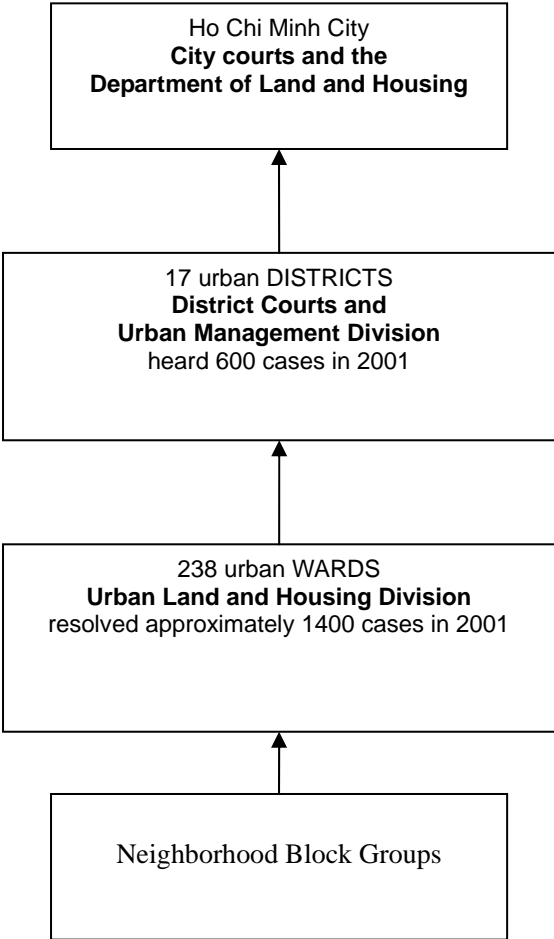 Ho Chi Minh City
City courts and the
Department of Land and Housing
17 urban DISTRICTS
District Courts and
Urban Management Division
heard 600 cases in 2001
238 urban WARDS
Urban Land and Housing Division
resolved approximately 1400 cases in 2001
Neighborhood Block Groups